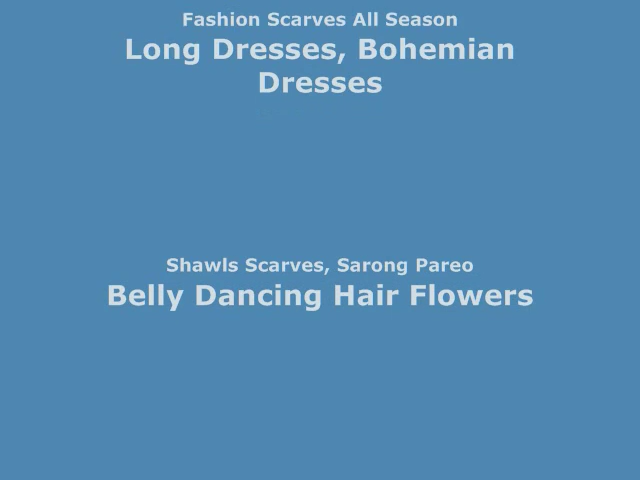 Fashion Scarves All Season
Long Dresses, Bohemian
Dresses
Shawls Scarves, Sarong Pareo
Belly Dancing Hair Flowers